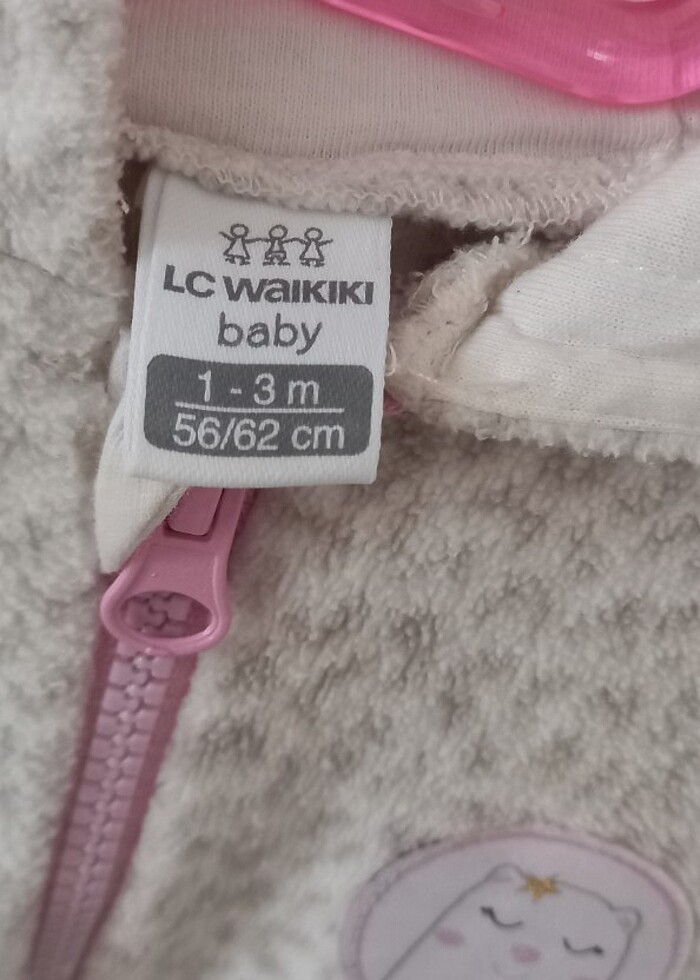 LC WAIKIKI
baby
1 - 3 m
56/62 cm